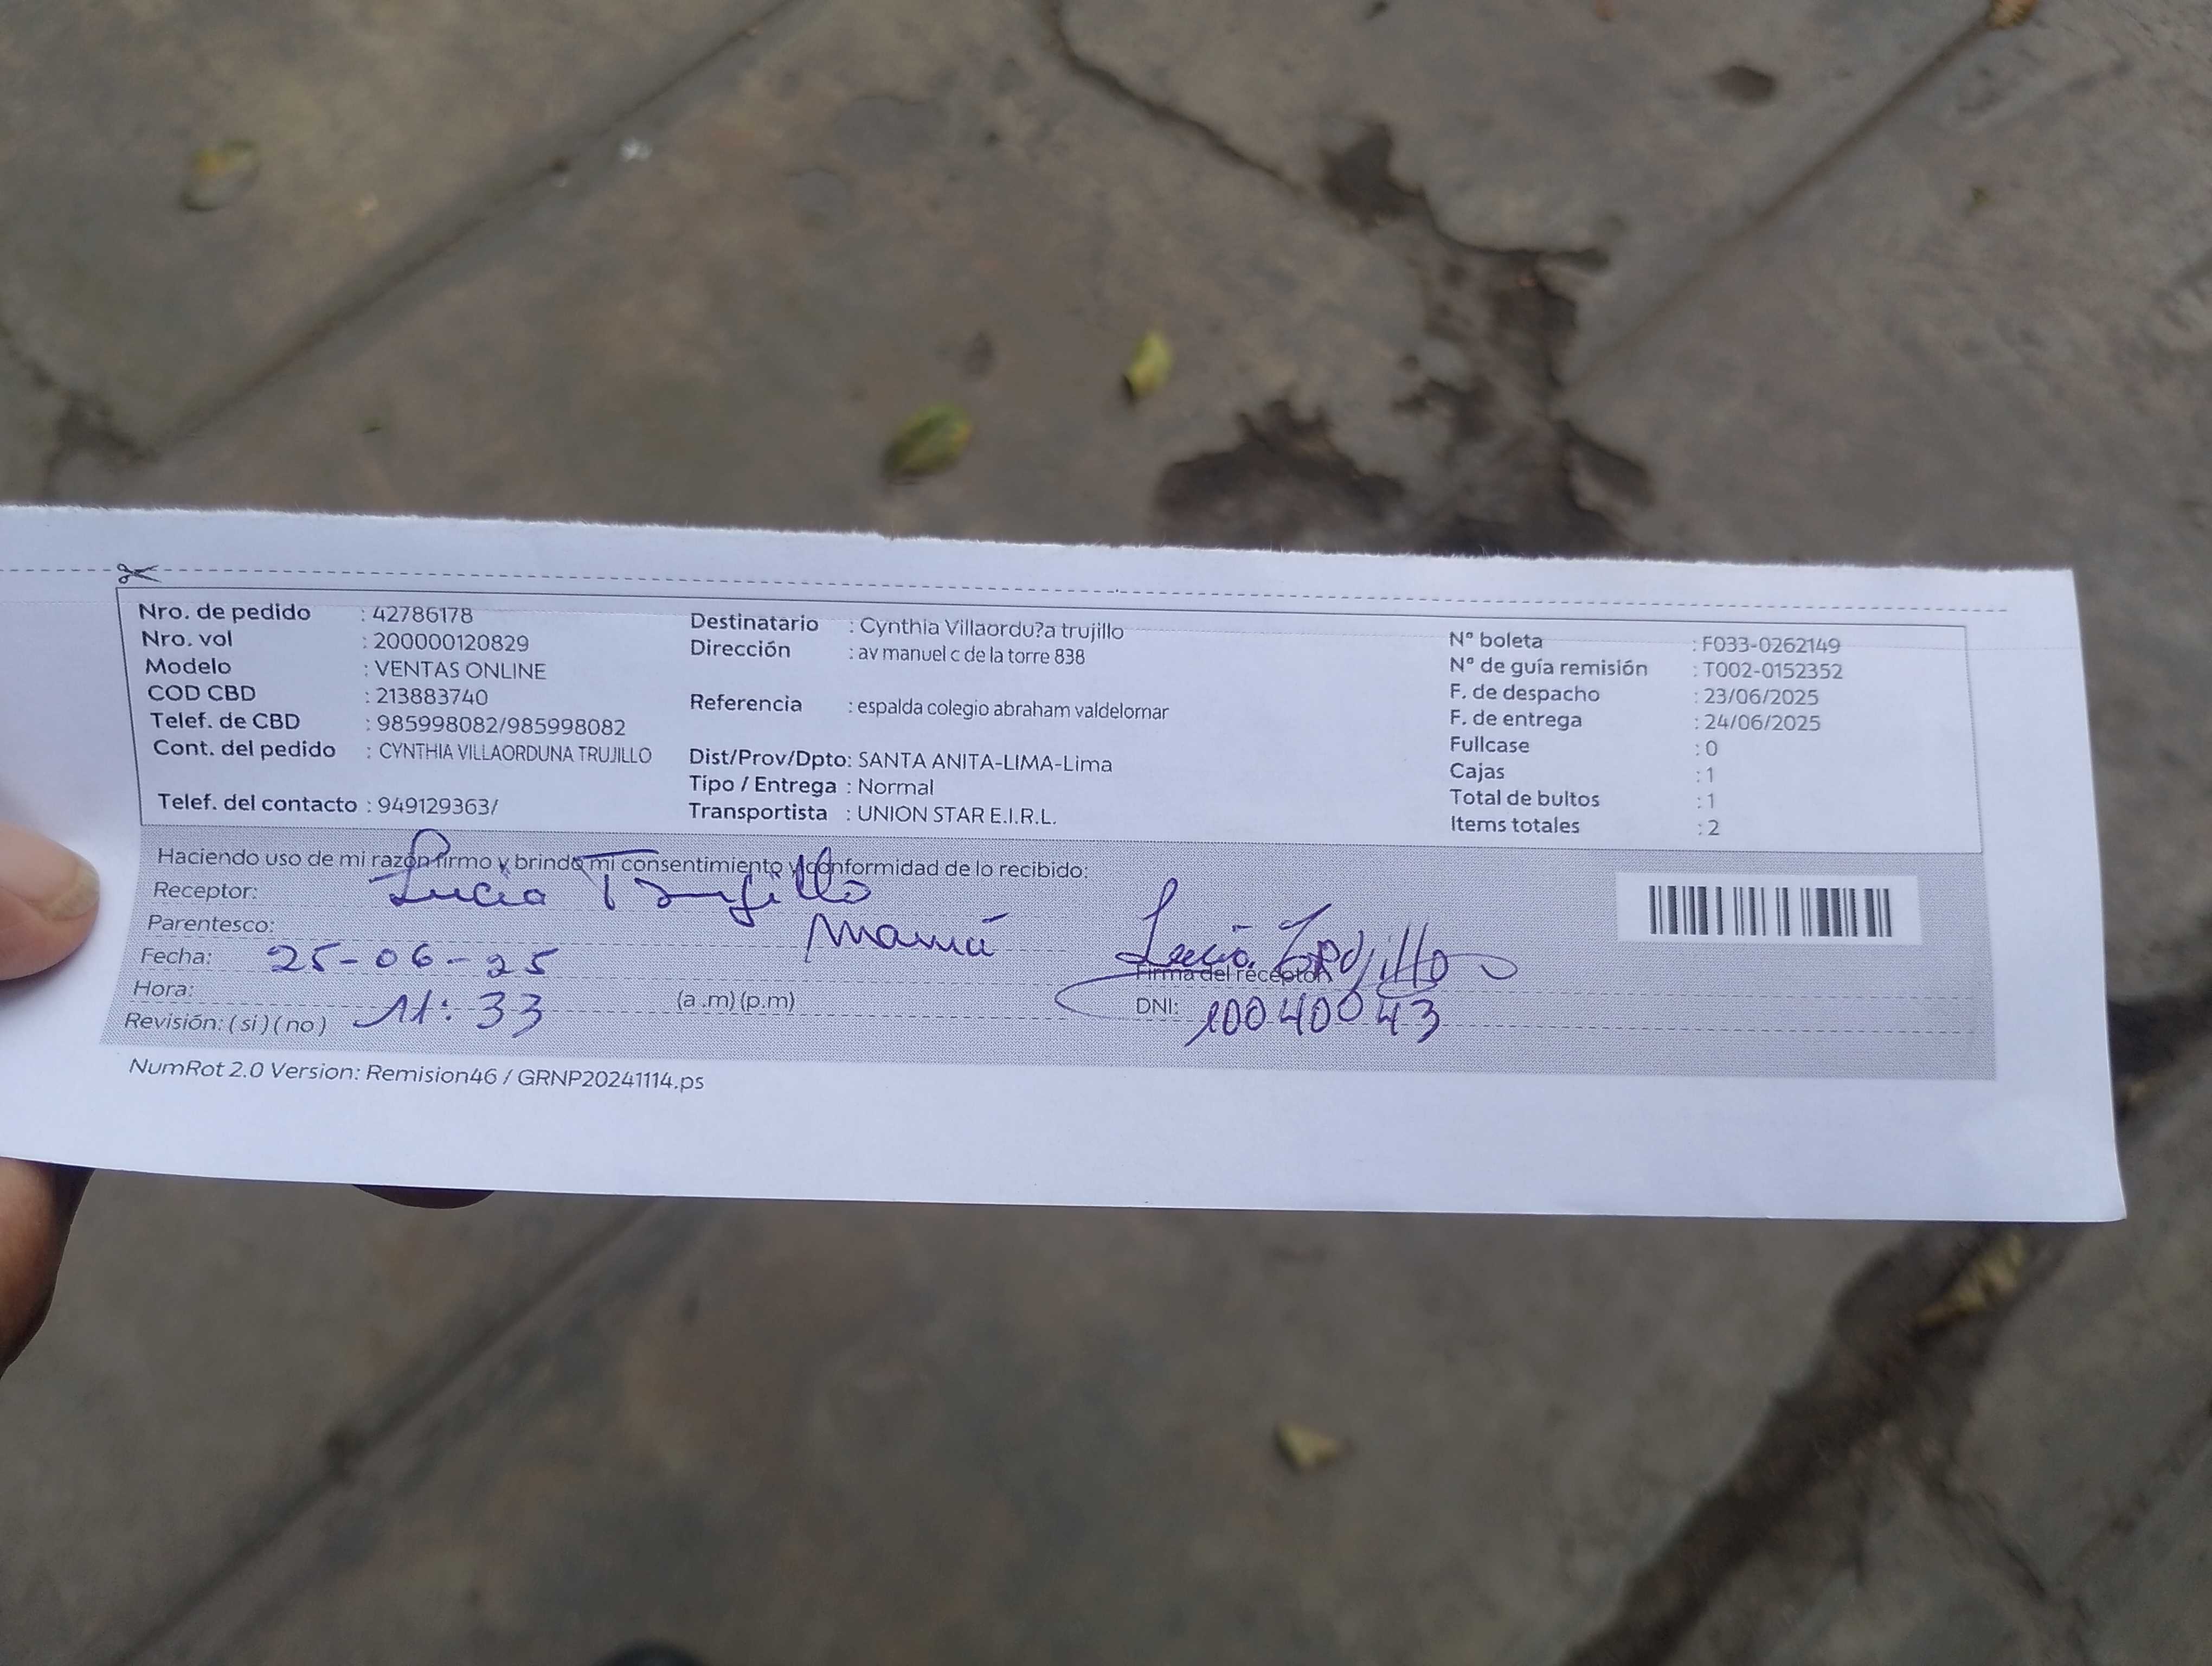 Nro. de pedido : 42786178
Nro. vol : 200000120829
Modelo : VENTAS ONLINE
COD CBD : 213883740
Telef. de CBD : 985998082/985998082
Cont. del pedido : CYNTHIA VILLAORDUNA TRUJILLO
Telef. del contacto : 949129363/
Destinatario : Cynthia Villaordu?a trujillo
Dirección : av manuel c de la torre 838
Referencia : espalda colegio abraham valdelomar
Dist/Prov/Dpto: SANTA ANITA-LIMA-Lima
Tipo / Entrega : Normal
Transportista : UNION STAR E.I.R.L.
N° boleta : F033-0262149
N° de guía remisión : T002-0152352
F. de despacho : 23/06/2025
F. de entrega : 24/06/2025
Fullcase : 0
Cajas : 1
Total de bultos : 1
Items totales : 2
Haciendo uso de mi razón firmo y brindo mi consentimiento y conformidad de lo recibido:
Receptor: Lucia Trujillo
Parentesco: Mamá
Fecha: 25-06-25
Hora: 11:33 (a .m) (p.m)
Revisión: ( si ) ( no )
Lucia Trujillo
Firma del receptor
DNI: 10040043
NumRot 2.0 Version: Remision46 / GRNP20241114.ps